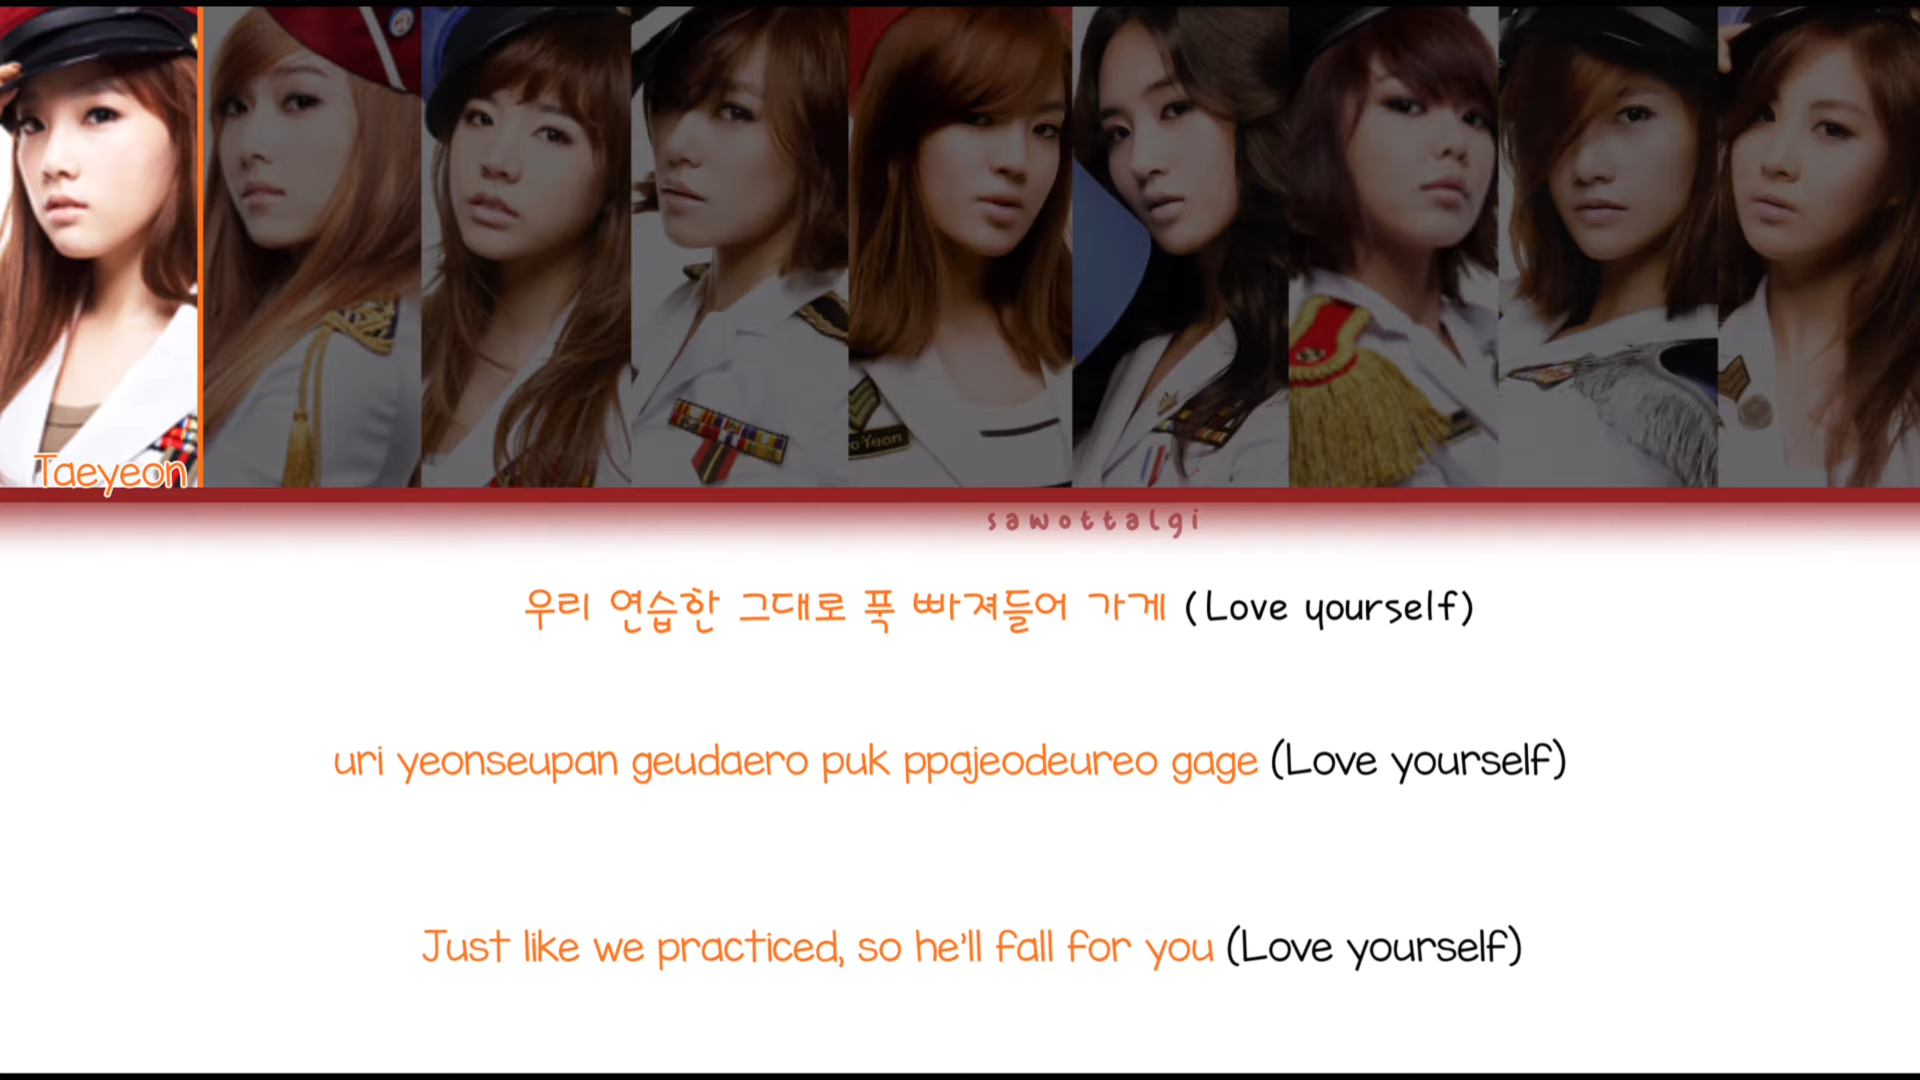 oYeon
Taeyeon
sawottalgi
우리 연습한 그대로 푹 빠져들어 가게 (Love yourself)
uri yeonseupan geudaero puk ppajeodeureo gage (Love yourself)
Just like we practiced, so he'll fall for you (Love yourself)